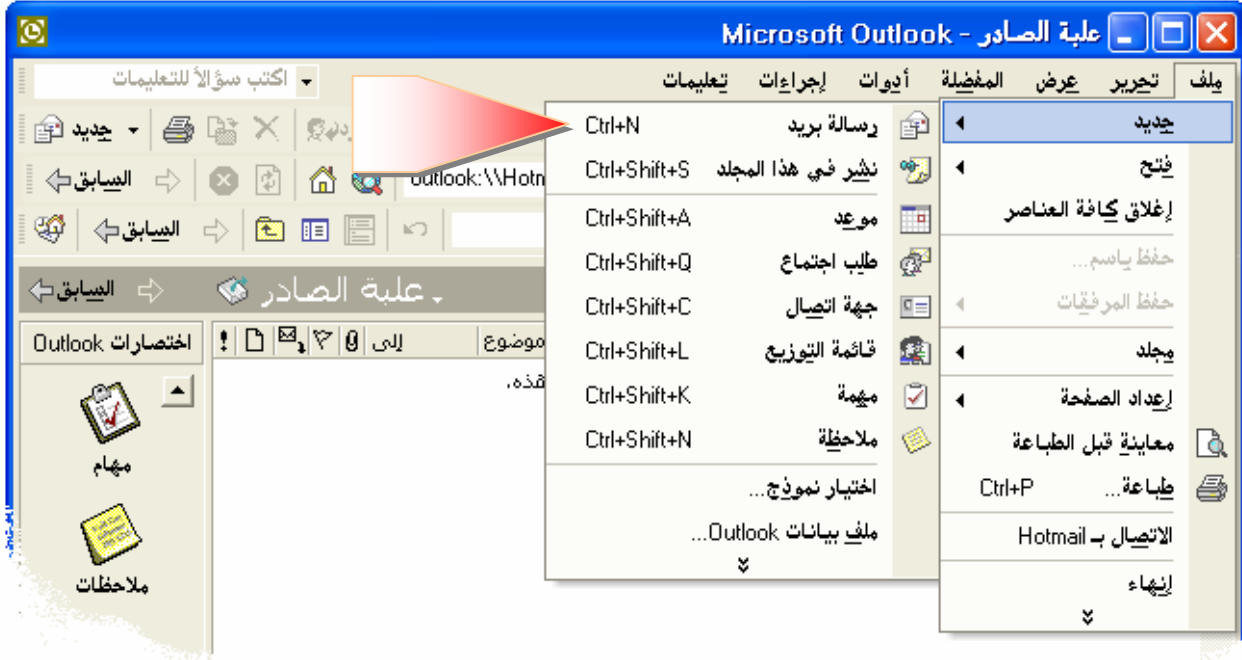 علبة الصادر - Microsoft Outlook
ملف تحرير عرض المفضلة أدوات إجراءات تعليمات
اكتب سؤالاً للتعليمات
جديد
فتح
إغلاق كافة العناصر
حفظ باسم...
حفظ المرفقات
مجلد
إعداد الصفحة
معاينة قبل الطباعة
طباعة... Ctrl+P
الاتصال بـ Hotmail
إنهاء
رسالة بريد Ctrl+N
نشر في هذا المجلد Ctrl+Shift+S
موعد Ctrl+Shift+A
طلب اجتماع Ctrl+Shift+Q
جهة اتصال Ctrl+Shift+C
قائمة التوزيع Ctrl+Shift+L
مهمة Ctrl+Shift+K
ملاحظة Ctrl+Shift+N
اختيار نموذج...
ملف بيانات Outlook...
جديد
السابق
outlook:\\Hotn
السابق
السابق
علبة الصادر .
اختصارات Outlook
إلى
موضوع
هذه.
مهام
ملاحظات